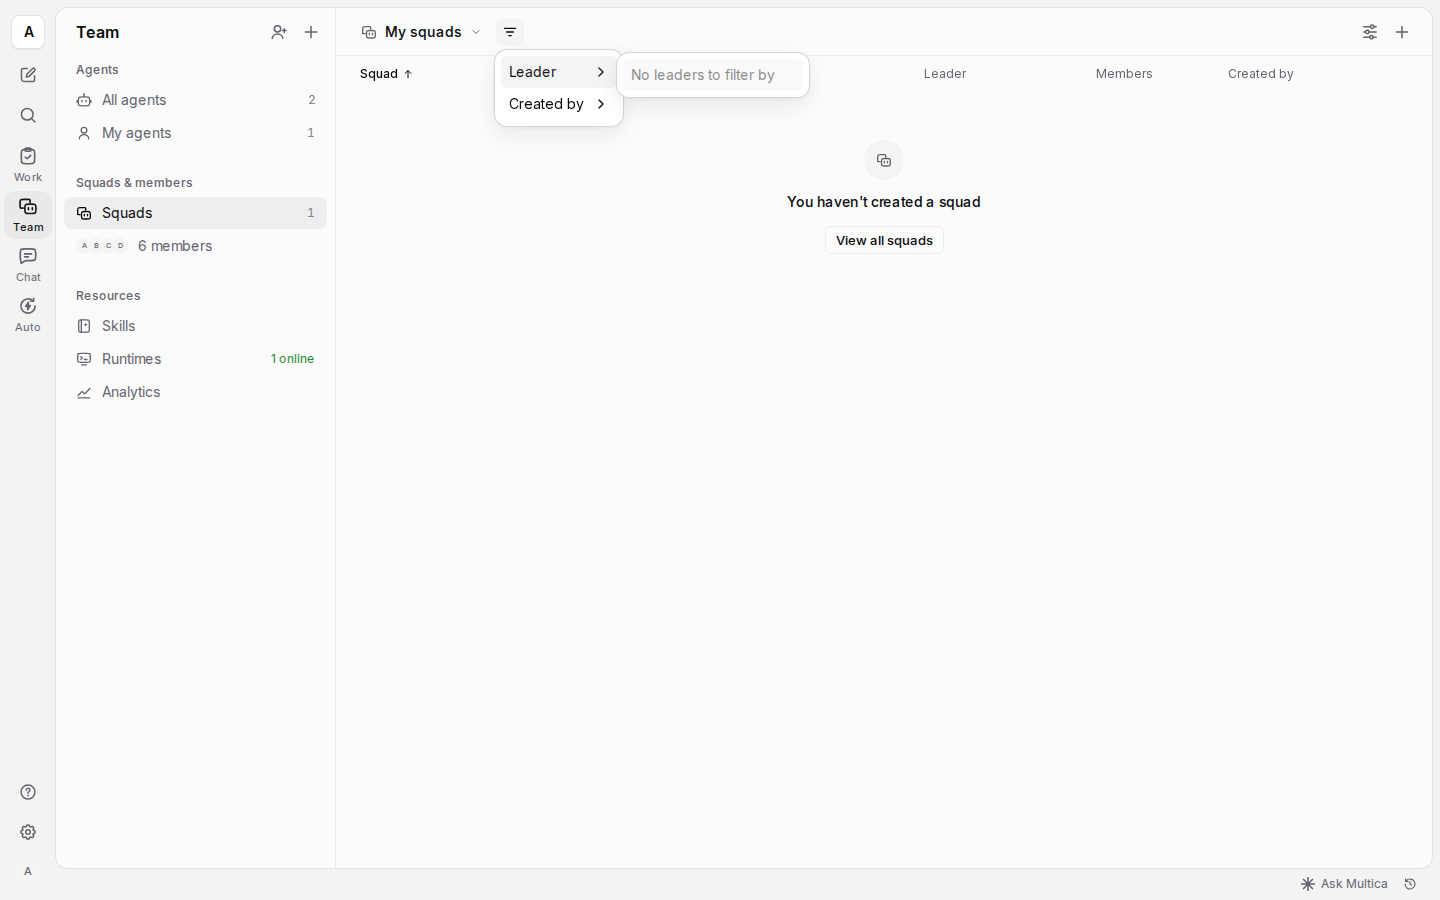 A
Work
Team
Chat
Auto
A
Team
Agents
All agents 2
My agents 1
Squads & members
Squads 1
A B C D 6 members
Resources
Skills
Runtimes 1 online
Analytics
My squads
Squad Leader Members Created by
Leader
Created by
No leaders to filter by
You haven't created a squad
View all squads
Ask Multica